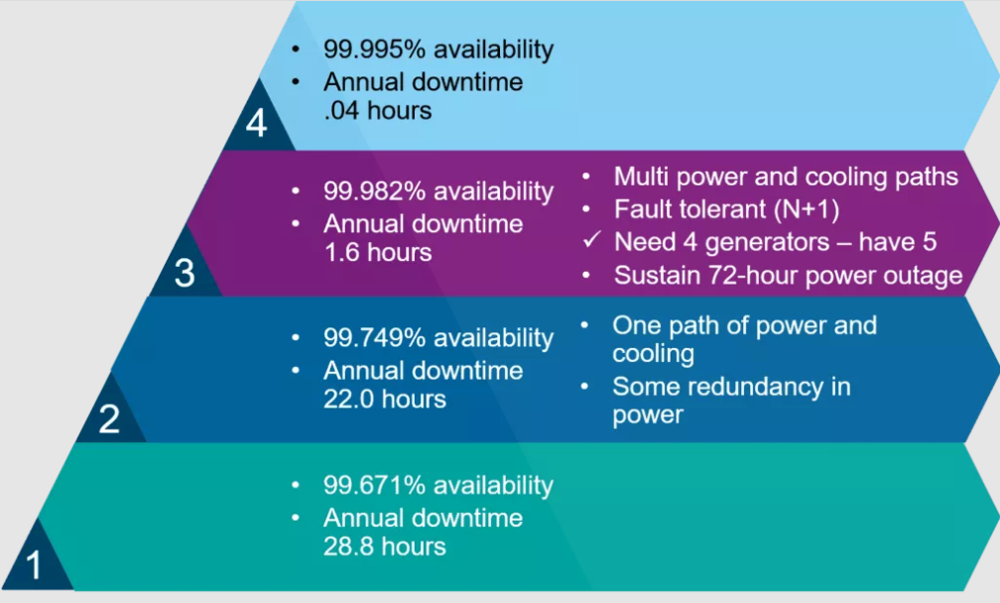 4
• 99.995% availability
• Annual downtime
.04 hours
3
• 99.982% availability
• Annual downtime
1.6 hours
• Multi power and cooling paths
• Fault tolerant (N+1)
✓ Need 4 generators – have 5
• Sustain 72-hour power outage
2
• 99.749% availability
• Annual downtime
22.0 hours
• One path of power and
cooling
• Some redundancy in
power
1
• 99.671% availability
• Annual downtime
28.8 hours